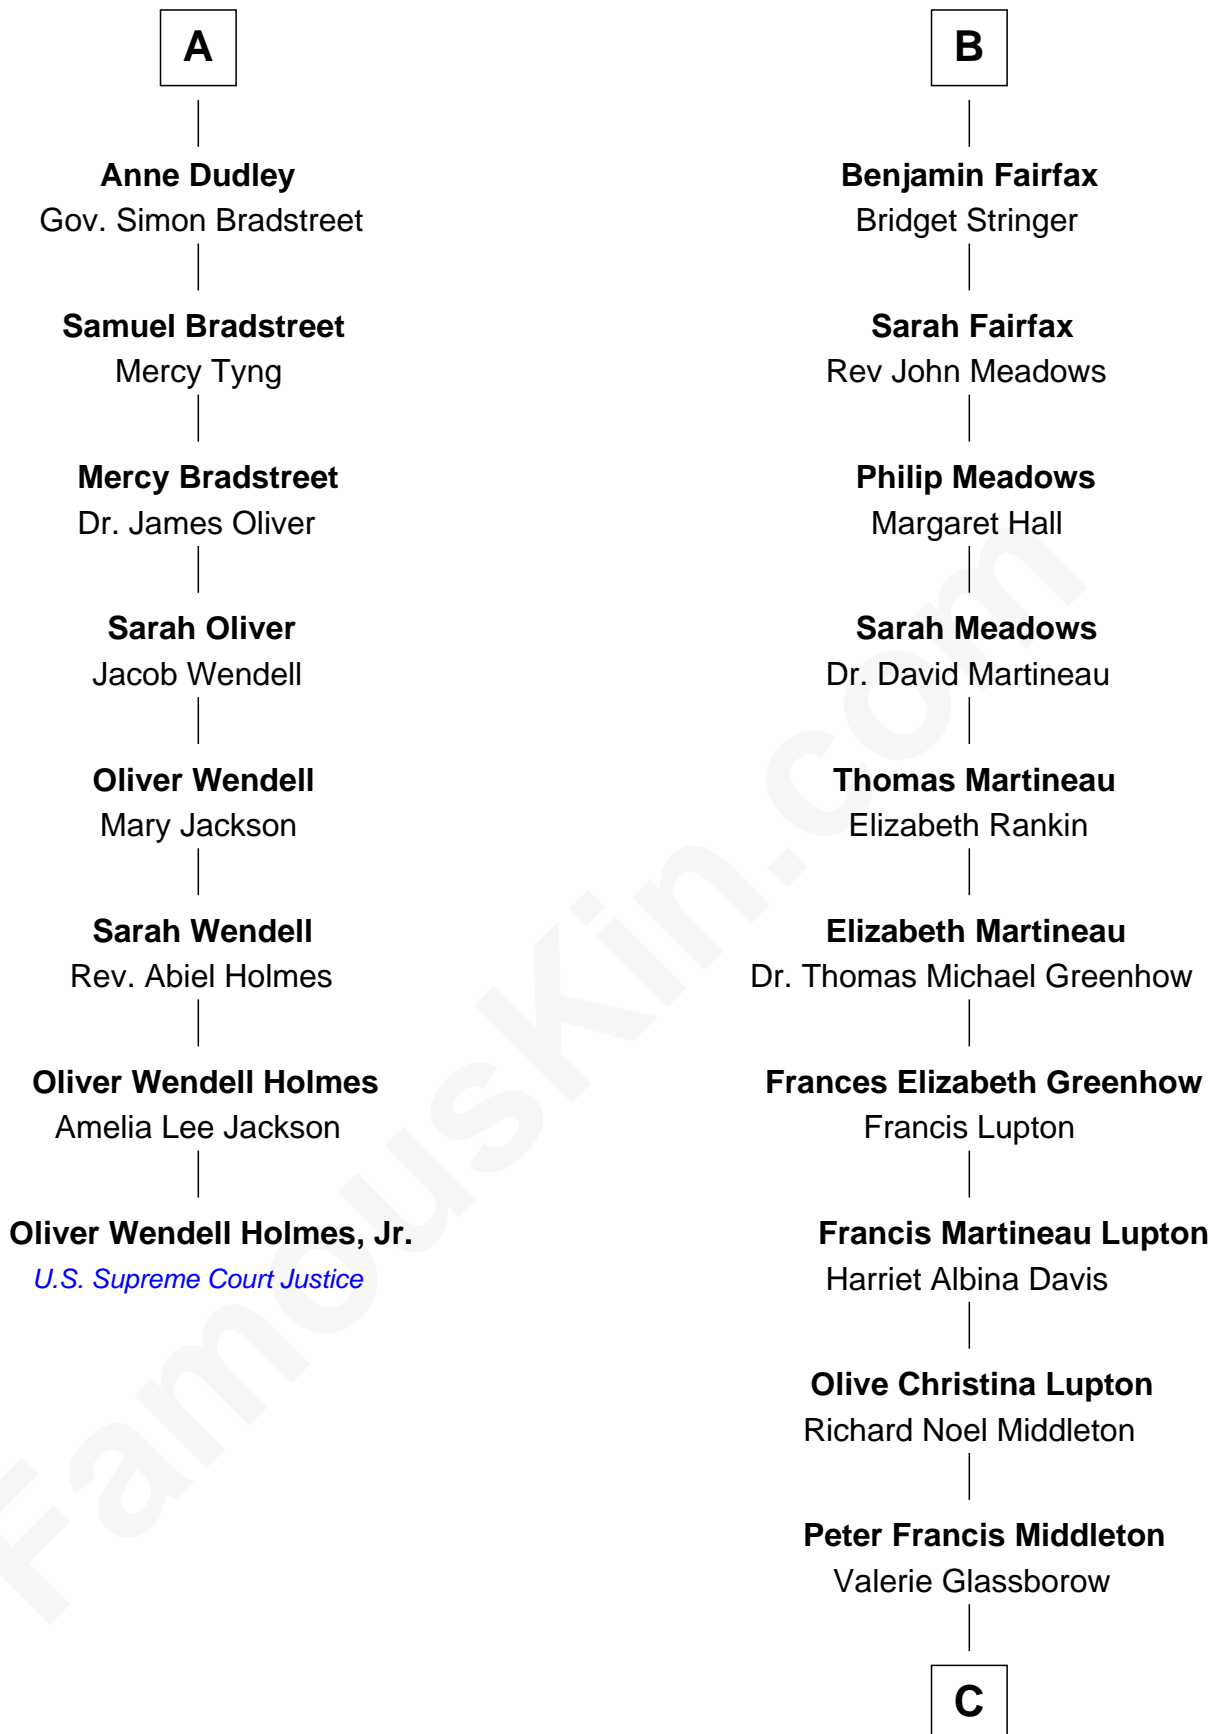 A
Anne Dudley
Gov. Simon Bradstreet
Samuel Bradstreet
Mercy Tyng
Mercy Bradstreet
Dr. James Oliver
Sarah Oliver
Jacob Wendell
Oliver Wendell
Mary Jackson
Sarah Wendell
Rev. Abiel Holmes
Oliver Wendell Holmes
Amelia Lee Jackson
Oliver Wendell Holmes, Jr.
U.S. Supreme Court Justice
B
Benjamin Fairfax
Bridget Stringer
Sarah Fairfax
Rev John Meadows
Philip Meadows
Margaret Hall
Sarah Meadows
Dr. David Martineau
Thomas Martineau
Elizabeth Rankin
Elizabeth Martineau
Dr. Thomas Michael Greenhow
Frances Elizabeth Greenhow
Francis Lupton
Francis Martineau Lupton
Harriet Albina Davis
Olive Christina Lupton
Richard Noel Middleton
Peter Francis Middleton
Valerie Glassborow
C
FamousKin.com